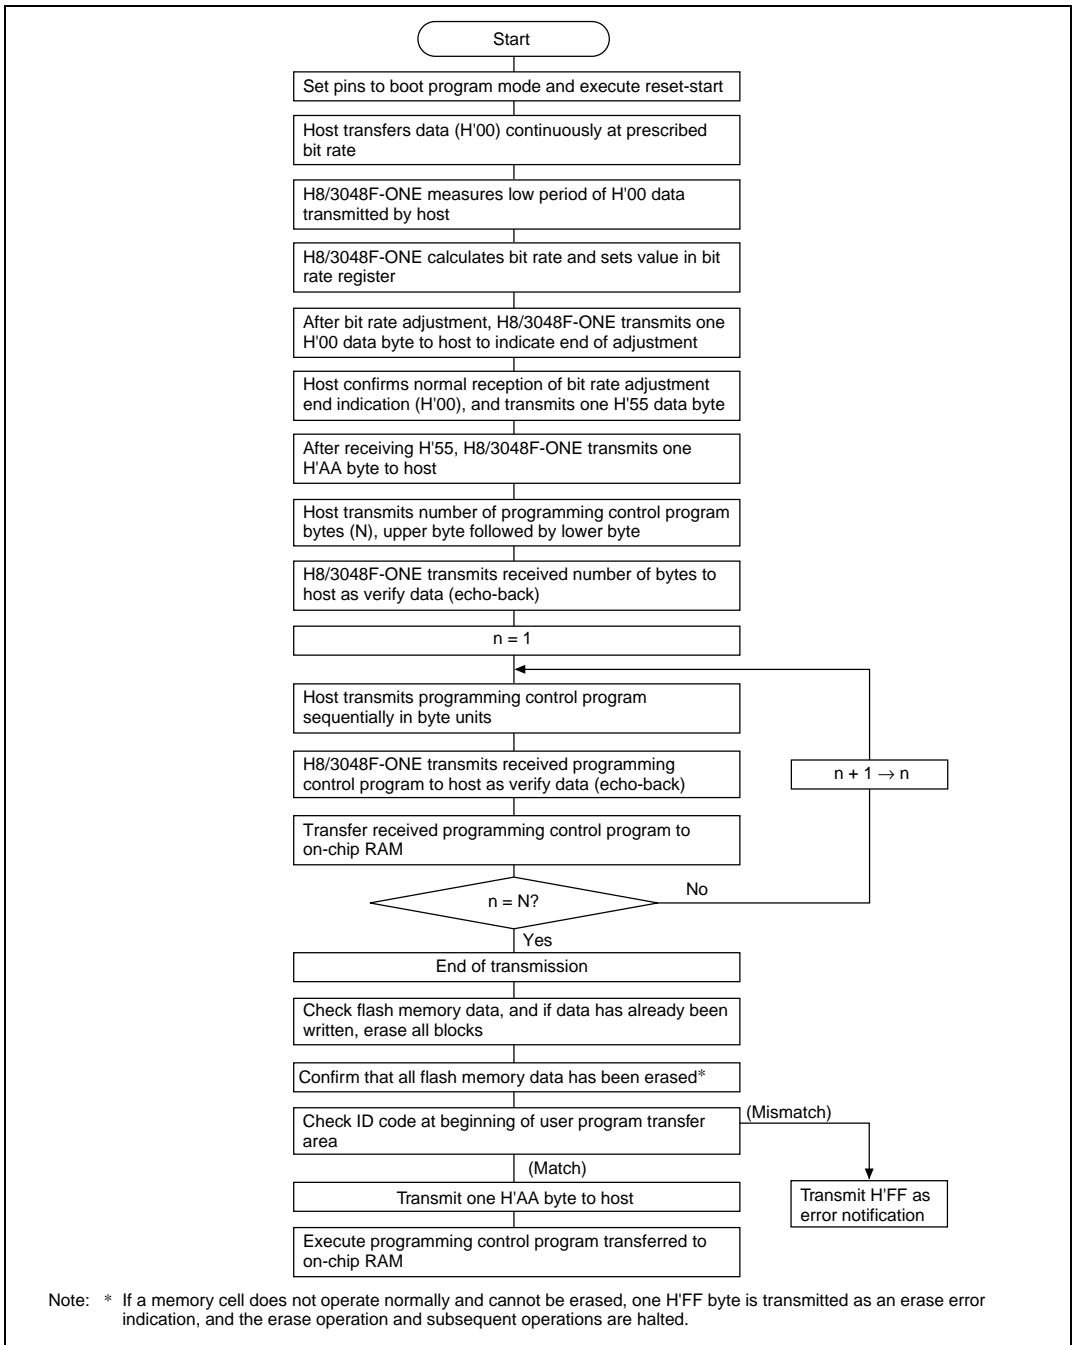 Start
Set pins to boot program mode and execute reset-start
Host transfers data (H'00) continuously at prescribed
bit rate
H8/3048F-ONE measures low period of H'00 data
transmitted by host
H8/3048F-ONE calculates bit rate and sets value in bit
rate register
After bit rate adjustment, H8/3048F-ONE transmits one
H'00 data byte to host to indicate end of adjustment
Host confirms normal reception of bit rate adjustment
end indication (H'00), and transmits one H'55 data byte
After receiving H'55, H8/3048F-ONE transmits one
H'AA byte to host
Host transmits number of programming control program
bytes (N), upper byte followed by lower byte
H8/3048F-ONE transmits received number of bytes to
host as verify data (echo-back)
n = 1
Host transmits programming control program
sequentially in byte units
H8/3048F-ONE transmits received programming
control program to host as verify data (echo-back)
n + 1 → n
Transfer received programming control program to
on-chip RAM
n = N?
No
Yes
End of transmission
Check flash memory data, and if data has already been
written, erase all blocks
Confirm that all flash memory data has been erased*
Check ID code at beginning of user program transfer
area
(Mismatch)
(Match)
Transmit one H'AA byte to host
Transmit H'FF as
error notification
Execute programming control program transferred to
on-chip RAM
Note: * If a memory cell does not operate normally and cannot be erased, one H'FF byte is transmitted as an erase error
indication, and the erase operation and subsequent operations are halted.